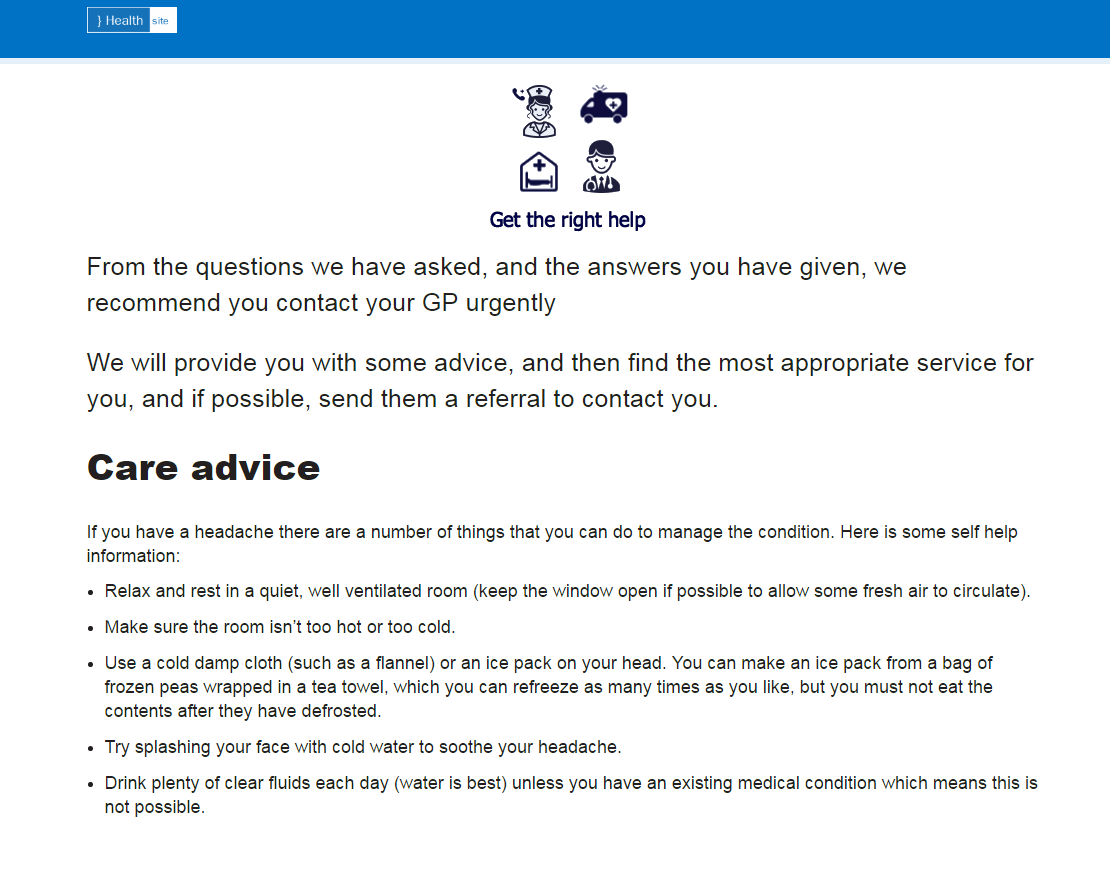 } Health site
Get the right help
From the questions we have asked, and the answers you have given, we
recommend you contact your GP urgently
We will provide you with some advice, and then find the most appropriate service for
you, and if possible, send them a referral to contact you.
Care advice
If you have a headache there are a number of things that you can do to manage the condition. Here is some self help
information:
• Relax and rest in a quiet, well ventilated room (keep the window open if possible to allow some fresh air to circulate).
• Make sure the room isn’t too hot or too cold.
• Use a cold damp cloth (such as a flannel) or an ice pack on your head. You can make an ice pack from a bag of
frozen peas wrapped in a tea towel, which you can refreeze as many times as you like, but you must not eat the
contents after they have defrosted.
• Try splashing your face with cold water to soothe your headache.
• Drink plenty of clear fluids each day (water is best) unless you have an existing medical condition which means this is
not possible.